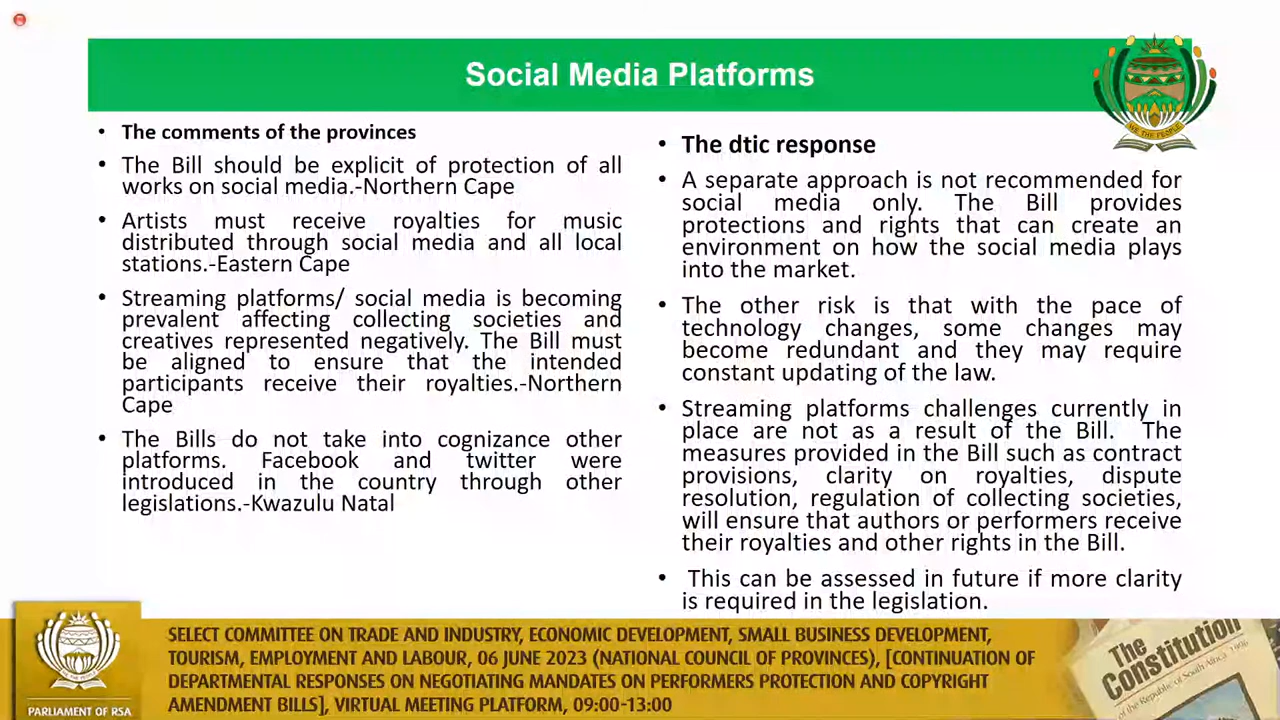 Social Media Platforms
WE THE PEOPLE
• The comments of the provinces
• The Bill should be explicit of protection of all
works on social media.-Northern Cape
• Artists must receive royalties for music
distributed through social media and all local
stations.-Eastern Cape
• Streaming platforms/ social media is becoming
prevalent affecting collecting societies and
creatives represented negatively. The Bill must
be aligned to ensure that the intended
participants receive their royalties.-Northern
Cape
• The Bills do not take into cognizance other
platforms. Facebook and twitter were
introduced in the country through other
legislations.-Kwazulu Natal
• The dtic response
• A separate approach is not recommended for
social media only. The Bill provides
protections and rights that can create an
environment on how the social media plays
into the market.
• The other risk is that with the pace of
technology changes, some changes may
become redundant and they may require
constant updating of the law.
• Streaming platforms challenges currently in
place are not as a result of the Bill. The
measures provided in the Bill such as contract
provisions, clarity on royalties, dispute
resolution, regulation of collecting societies,
will ensure that authors or performers receive
their royalties and other rights in the Bill.
• This can be assessed in future if more clarity
is required in the legislation.
PARLIAMENT OF RSA
SELECT COMMITTEE ON TRADE AND INDUSTRY, ECONOMIC DEVELOPMENT, SMALL BUSINESS DEVELOPMENT,
TOURISM, EMPLOYMENT AND LABOUR, 06 JUNE 2023 (NATIONAL COUNCIL OF PROVINCES), [CONTINUATION OF
DEPARTMENTAL RESPONSES ON NEGOTIATING MANDATES ON PERFORMERS PROTECTION AND COPYRIGHT
AMENDMENT BILLS], VIRTUAL MEETING PLATFORM, 09:00-13:00
The
Constitution
of the Republic of South Africa, 1996